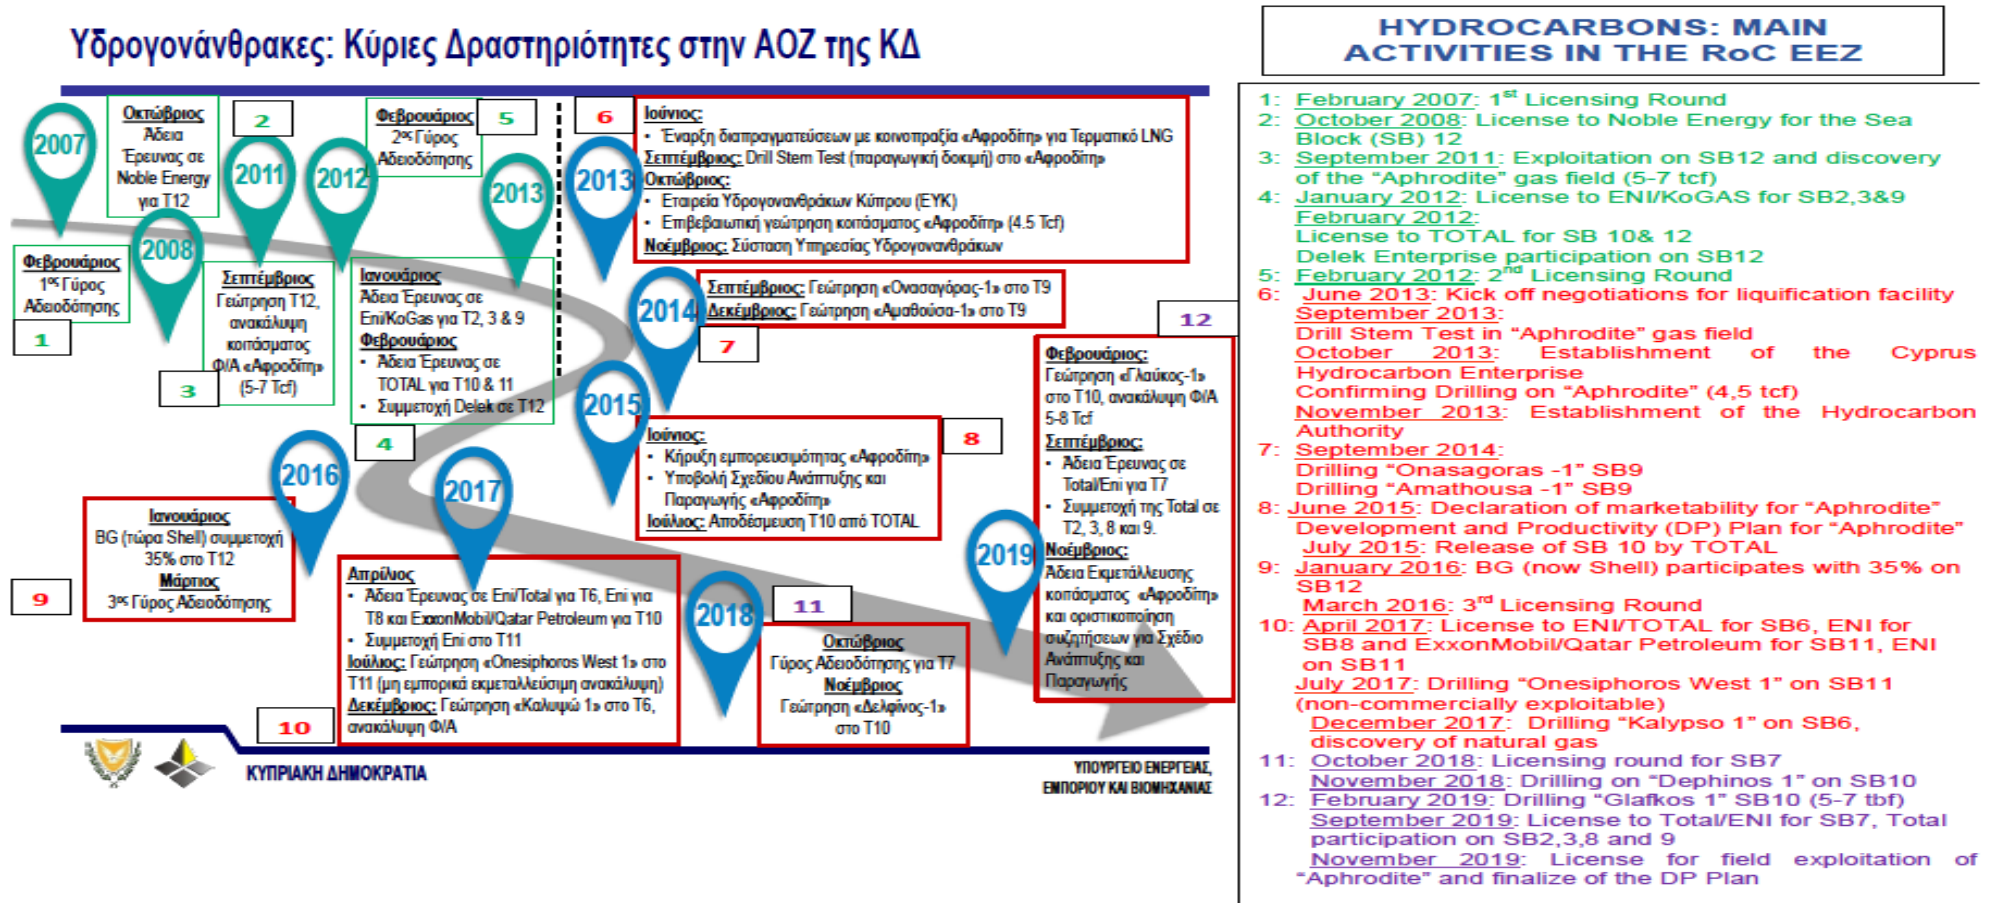 Υδρογονάνθρακες: Κύριες Δραστηριότητες στην ΑΟΖ της ΚΔ
2007
Φεβρουάριος
1ος Γύρος
Αδειοδότησης
1
Οκτώβριος
Άδεια
Έρευνας σε
Noble Energy
για Τ12
2008
2
2011
Σεπτέμβριος
Γεώτρηση Τ12,
ανακάλυψη
κοιτάσματος
Φ/Α «Αφροδίτη»
(5-7 Tcf)
3
2012
Ιανουάριος
Άδεια Έρευνας σε
Eni/KoGas για Τ2, 3 & 9
Φεβρουάριος
• Άδεια Έρευνας σε
TOTAL για Τ10 & 11
• Συμμετοχή Delek σε Τ12
4
Φεβρουάριος
2ος Γύρος
Αδειοδότησης
5
2013
6
2013
Ιούνιος:
• Έναρξη διαπραγματεύσεων με κοινοπραξία «Αφροδίτη» για Τερματικό LNG
Σεπτέμβριος: Drill Stem Test (παραγωγική δοκιμή) στο «Αφροδίτη»
Οκτώβριος:
• Εταιρεία Υδρογονανθράκων Κύπρου (ΕΥΚ)
• Επιβεβαιωτική γεώτρηση κοιτάσματος «Αφροδίτη» (4.5 Tcf)
Νοέμβριος: Σύσταση Υπηρεσίας Υδρογονανθράκων
2014
Σεπτέμβριος: Γεώτρηση «Ονασαγόρας-1» στο Τ9
Δεκέμβριος: Γεώτρηση «Αμαθούσα-1» στο Τ9
7
2015
Ιούνιος:
• Κήρυξη εμπορευσιμότητας «Αφροδίτη»
• Υποβολή Σχεδίου Ανάπτυξης και
Παραγωγής «Αφροδίτη»
Ιούλιος: Αποδέσμευση Τ10 από TOTAL
8
2016
Ιανουάριος
BG (τώρα Shell) συμμετοχή
35% στο Τ12
Μάρτιος
3ος Γύρος Αδειοδότησης
9
2017
Απρίλιος
• Άδεια Έρευνας σε Eni/Total για Τ6, Eni για
Τ8 και ExxonMobil/Qatar Petroleum για Τ10
• Συμμετοχή Eni στο Τ11
Ιούλιος: Γεώτρηση «Onesiphoros West 1» στο
Τ11 (μη εμπορικά εκμεταλλεύσιμη ανακάλυψη)
Δεκέμβριος: Γεώτρηση «Καλυψώ 1» στο Τ6,
ανακάλυψη Φ/Α
10
2018
11
Οκτώβριος
Γύρος Αδειοδότησης για Τ7
Νοέμβριος
Γεώτρηση «Δελφίνος-1»
στο Τ10
2019
12
Φεβρουάριος:
Γεώτρηση «Γλαύκος-1»
στο Τ10, ανακάλυψη Φ/Α
5-8 Tcf
Σεπτέμβριος:
• Άδεια Έρευνας σε
Total/Eni για Τ7
• Συμμετοχή της Total σε
Τ2, 3, 8 και 9.
Νοέμβριος:
Άδεια Εκμετάλλευσης
κοιτάσματος «Αφροδίτη»
και οριστικοποίηση
συζητήσεων για Σχέδιο
Ανάπτυξης και
Παραγωγής
ΚΥΠΡΙΑΚΗ ΔΗΜΟΚΡΑΤΙΑ
ΥΠΟΥΡΓΕΙΟ ΕΝΕΡΓΕΙΑΣ,
ΕΜΠΟΡΙΟΥ ΚΑΙ ΒΙΟΜΗΧΑΝΙΑΣ
HYDROCARBONS: MAIN
ACTIVITIES IN THE RoC EEZ
1: February 2007: 1st Licensing Round
2: October 2008: License to Noble Energy for the Sea
Block (SB) 12
3: September 2011: Exploitation on SB12 and discovery
of the “Aphrodite” gas field (5-7 tcf)
4: January 2012: License to ENI/KoGAS for SB2,3&9
February 2012:
License to TOTAL for SB 10& 12
Delek Enterprise participation on SB12
5: February 2012: 2nd Licensing Round
6: June 2013: Kick off negotiations for liquification facility
September 2013:
Drill Stem Test in “Aphrodite” gas field
October 2013: Establishment of the Cyprus
Hydrocarbon Enterprise
Confirming Drilling on “Aphrodite” (4,5 tcf)
November 2013: Establishment of the Hydrocarbon
Authority
7: September 2014:
Drilling “Onasagoras -1” SB9
Drilling “Amathousa -1” SB9
8: June 2015: Declaration of marketability for “Aphrodite”
Development and Productivity (DP) Plan for “Aphrodite”
July 2015: Release of SB 10 by TOTAL
9: January 2016: BG (now Shell) participates with 35% on
SB12
March 2016: 3rd Licensing Round
10: April 2017: License to ENI/TOTAL for SB6, ENI for
SB8 and ExxonMobil/Qatar Petroleum for SB11, ENI
on SB11
July 2017: Drilling “Onesiphoros West 1” on SB11
(non-commercially exploitable)
December 2017: Drilling “Kalypso 1” on SB6,
discovery of natural gas
11: October 2018: Licensing round for SB7
November 2018: Drilling on “Dephinos 1” on SB10
12: February 2019: Drilling “Glafkos 1” SB10 (5-7 tbf)
September 2019: License to Total/ENI for SB7, Total
participation on SB2,3,8 and 9
November 2019: License for field exploitation of
“Aphrodite” and finalize of the DP Plan